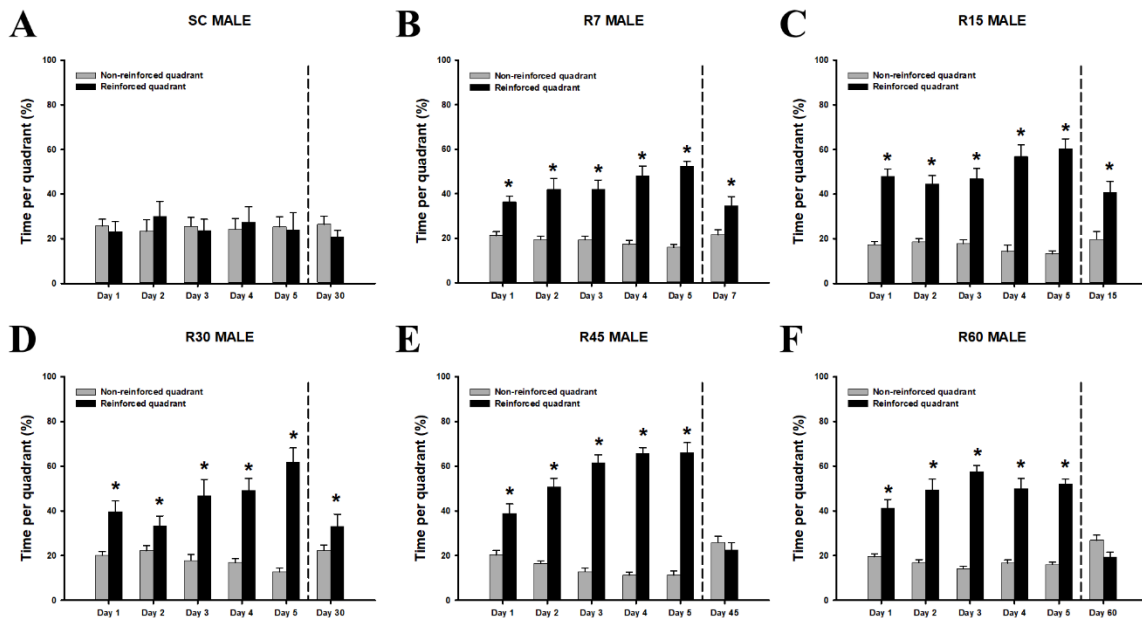 A
SC MALE
100
80
60
40
20
0
Time per quadrant (%)
Non-reinforced quadrant
Reinforced quadrant
Day 1 Day 2 Day 3 Day 4 Day 5 Day 30
B
R7 MALE
100
80
60
40
20
0
Time per quadrant (%)
Non-reinforced quadrant
Reinforced quadrant
* * * * * *
Day 1 Day 2 Day 3 Day 4 Day 5 Day 7
C
R15 MALE
100
80
60
40
20
0
Time per quadrant (%)
Non-reinforced quadrant
Reinforced quadrant
* * * * * *
Day 1 Day 2 Day 3 Day 4 Day 5 Day 15
D
R30 MALE
100
80
60
40
20
0
Time per quadrant (%)
Non-reinforced quadrant
Reinforced quadrant
* * * * * *
Day 1 Day 2 Day 3 Day 4 Day 5 Day 30
E
R45 MALE
100
80
60
40
20
0
Time per quadrant (%)
Non-reinforced quadrant
Reinforced quadrant
* * * * *
Day 1 Day 2 Day 3 Day 4 Day 5 Day 45
F
R60 MALE
100
80
60
40
20
0
Time per quadrant (%)
Non-reinforced quadrant
Reinforced quadrant
* * * * *
Day 1 Day 2 Day 3 Day 4 Day 5 Day 60